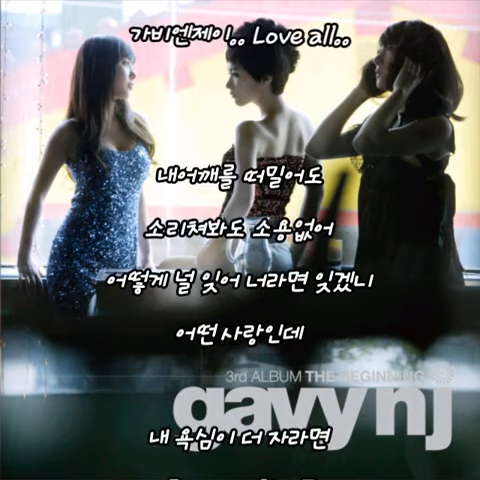 가비엔제이.. Love all..
내어깨를 떠밀어도
소리쳐봐도 소용없어
어떻게 널 잊어 너라면 잊겠니
어떤 사랑인데
3rd ALBUM THE BEGINNING
gavy nj
내 욕심이 더 자라면